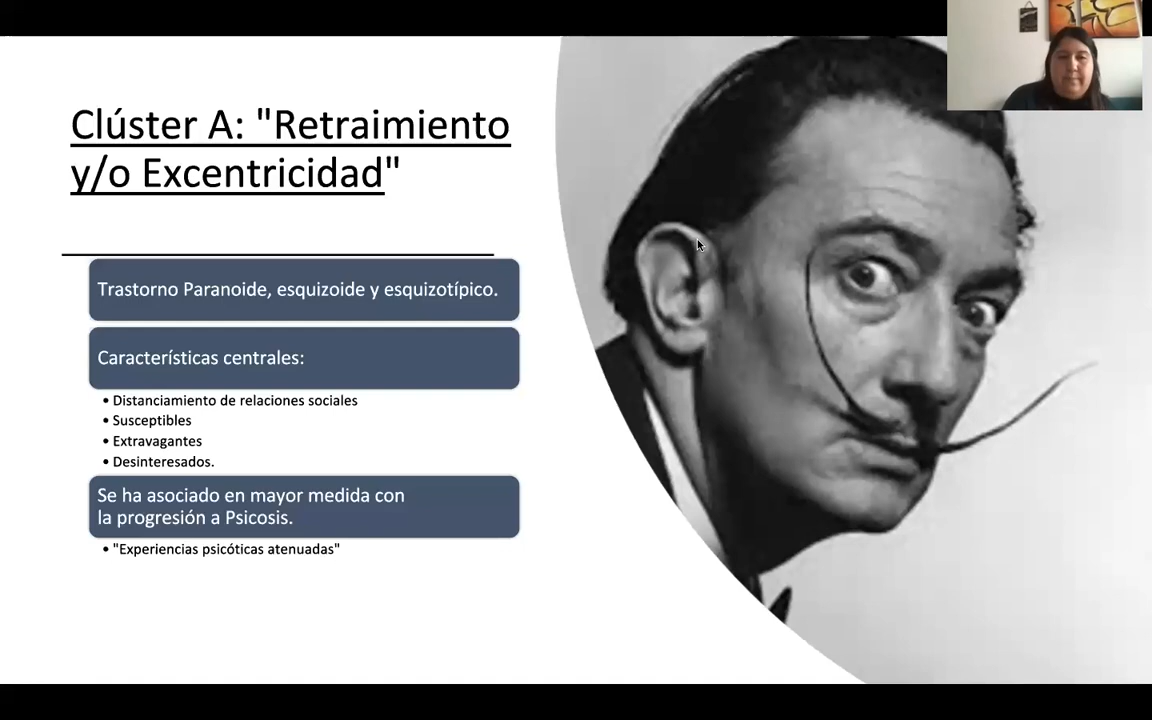 Clúster A: "Retraimiento
y/o Excentricidad"
Trastorno Paranoide, esquizoide y esquizotípico.
Características centrales:
• Distanciamiento de relaciones sociales
• Susceptibles
• Extravagantes
• Desinteresados.
Se ha asociado en mayor medida con
la progresión a Psicosis.
• "Experiencias psicóticas atenuadas"